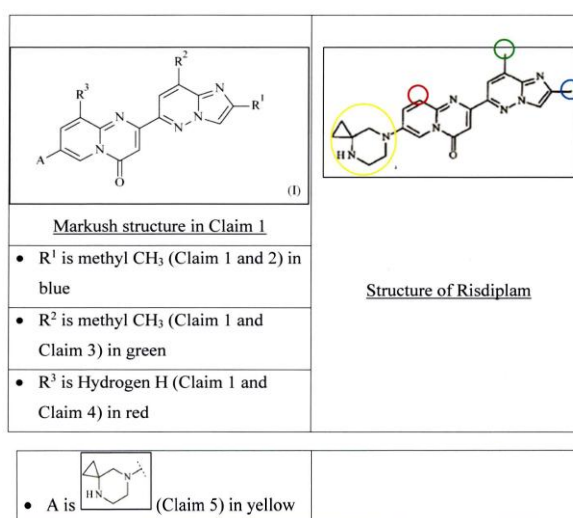 R³
R²
N
N
R¹
A
N
N
N
O
(I)
Markush structure in Claim 1
• R¹ is methyl CH₃ (Claim 1 and 2) in
blue
• R² is methyl CH₃ (Claim 1 and
Claim 3) in green
• R³ is Hydrogen H (Claim 1 and
Claim 4) in red
N
N
N
N
N
N
H N
O
Structure of Risdiplam
• A is
N
HN
(Claim 5) in yellow